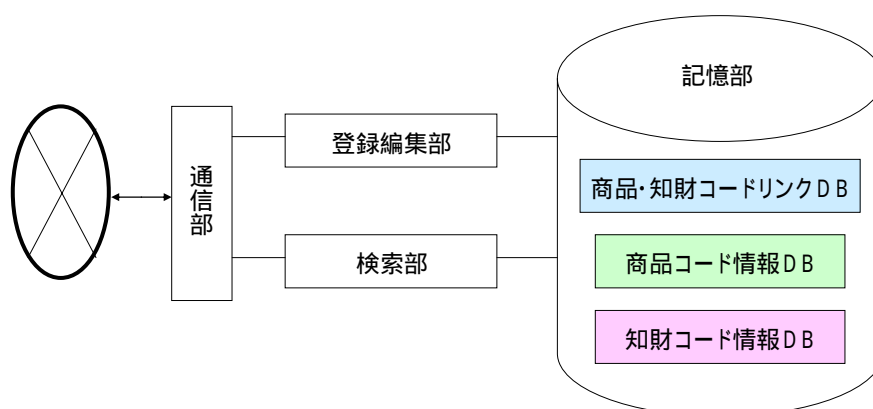 記憶部
登録編集部
通信部
商品・知財コードリンクDB
検索部
商品コード情報DB
知財コード情報DB